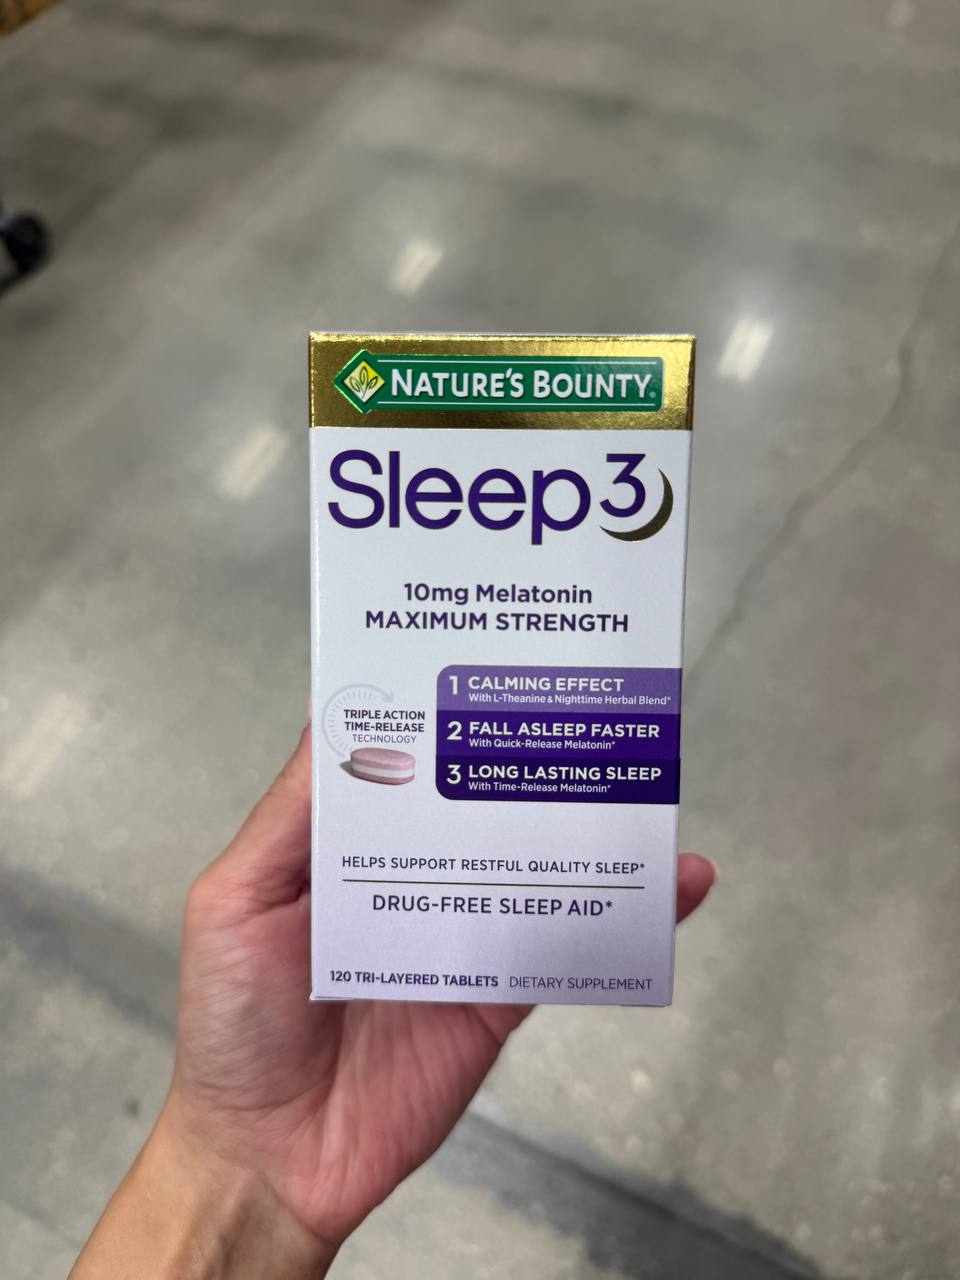 NATURE'S BOUNTY®
Sleep3
10mg Melatonin
MAXIMUM STRENGTH
TRIPLE ACTION
TIME-RELEASE
TECHNOLOGY
1 CALMING EFFECT
With L-Theanine & Nighttime Herbal Blend*
2 FALL ASLEEP FASTER
With Quick-Release Melatonin*
3 LONG LASTING SLEEP
With Time-Release Melatonin*
HELPS SUPPORT RESTFUL QUALITY SLEEP*
DRUG-FREE SLEEP AID*
120 TRI-LAYERED TABLETS DIETARY SUPPLEMENT